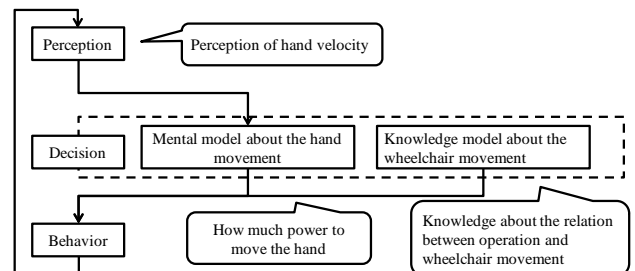 Perception
Perception of hand velocity
Decision
Mental model about the hand
movement
Knowledge model about the
wheelchair movement
How much power to
move the hand
Knowledge about the relation
between operation and
wheelchair movement
Behavior